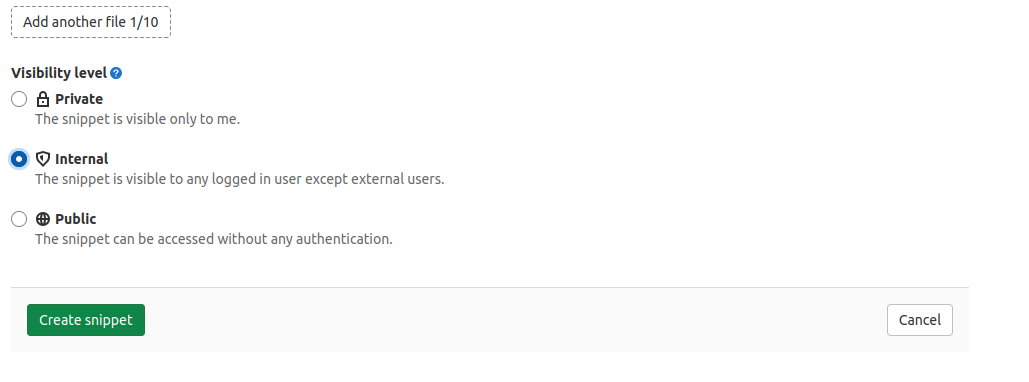 Add another file 1/10
Visibility level ?
Private
The snippet is visible only to me.
Internal
The snippet is visible to any logged in user except external users.
Public
The snippet can be accessed without any authentication.
Create snippet
Cancel